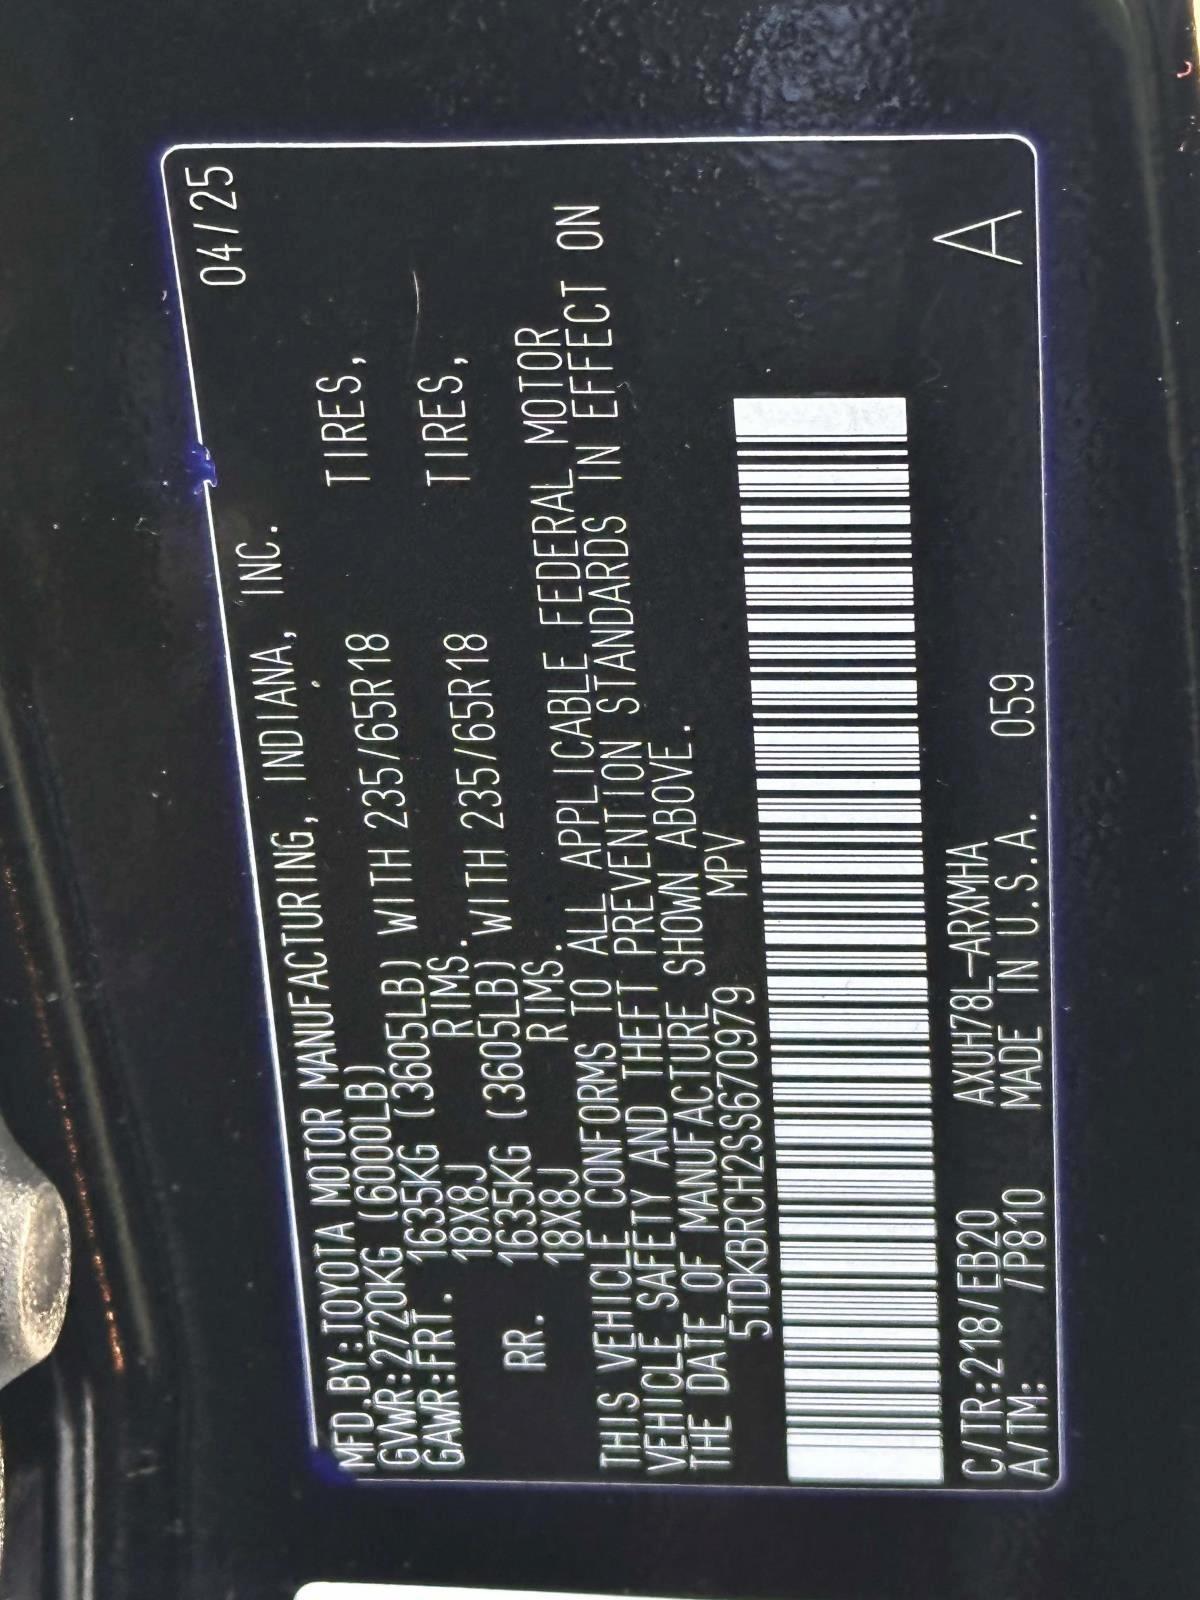 04/25
MFD.BY:TOYOTA MOTOR MANUFACTURING, INDIANA, INC.
GVWR:2720KG (6000LB)
GAWR:FRT. 1635KG (3605LB) WITH 235/65R18 TIRES,
18X8J RIMS.
RR. 1635KG (3605LB) WITH 235/65R18 TIRES,
18X8J RIMS.
THIS VEHICLE CONFORMS TO ALL APPLICABLE FEDERAL MOTOR
VEHICLE SAFETY AND THEFT PREVENTION STANDARDS IN EFFECT ON
THE DATE OF MANUFACTURE SHOWN ABOVE.
5TDKBRCH2SS670979 MPV
C/TR:218/EB20 AXUH78L-ARXMHA
A/TM: /P810 MADE IN U.S.A. 059
A